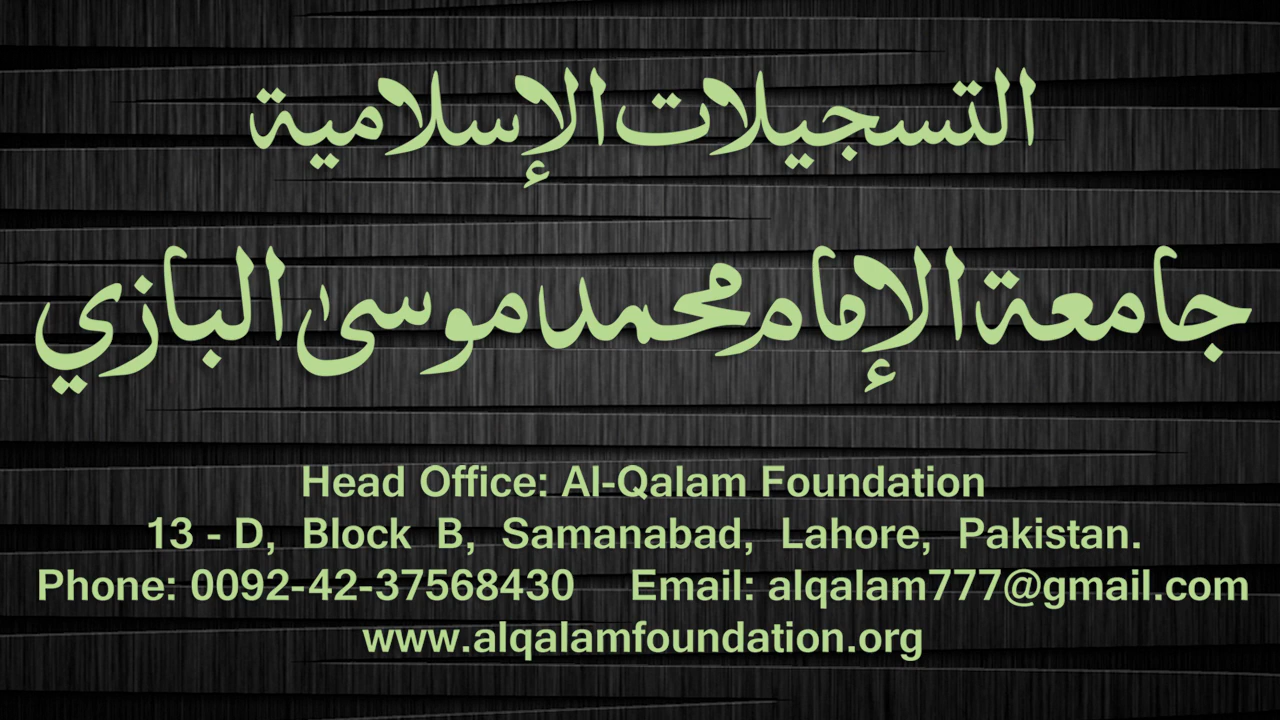 التسجيلات الإسلامية
جامعة الإمام محمد موسىٰ البازي
Head Office: Al-Qalam Foundation
13 - D, Block B, Samanabad, Lahore, Pakistan.
Phone: 0092-42-37568430 Email: alqalam777@gmail.com
www.alqalamfoundation.org